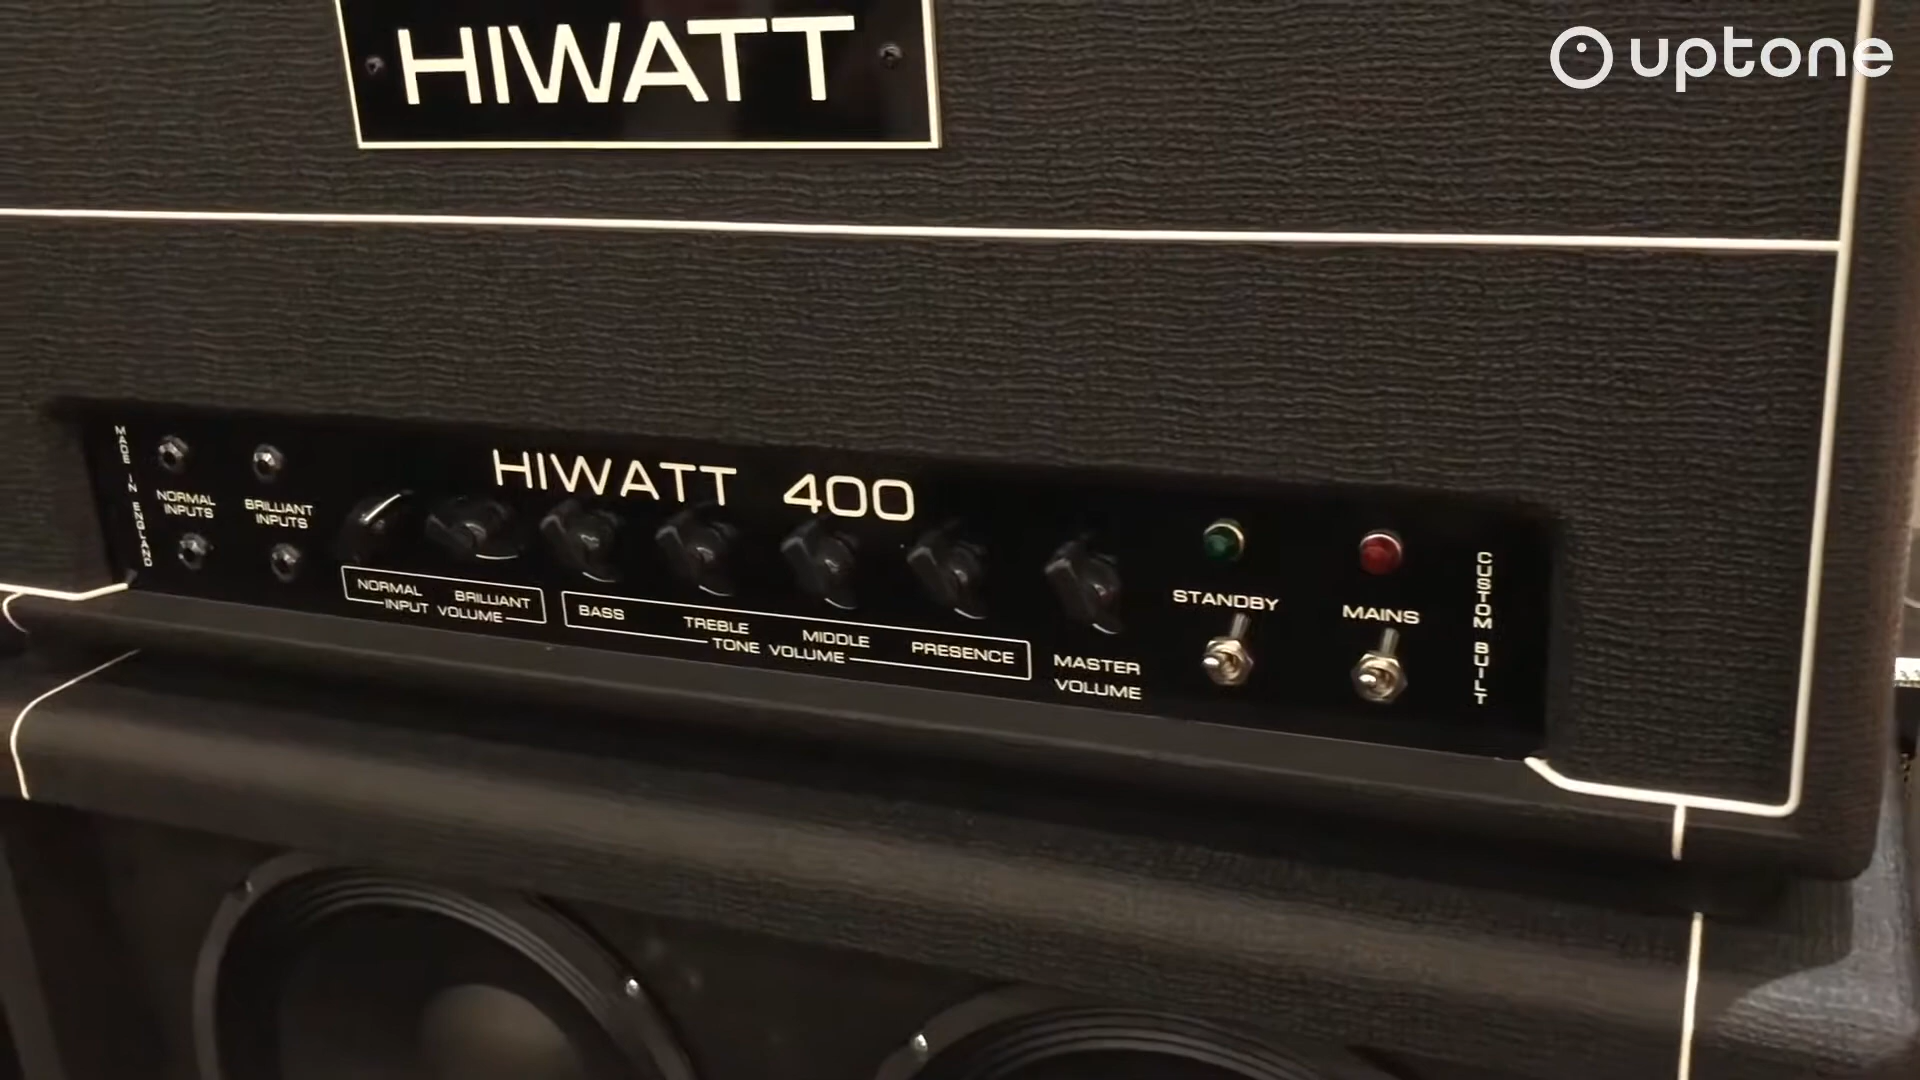 HIWATT
uptone
MADE IN ENGLAND
NORMAL
INPUTS
BRILLIANT
INPUTS
HIWATT 400
NORMAL BRILLIANT
INPUT VOLUME
BASS TREBLE MIDDLE PRESENCE
TONE VOLUME
MASTER
VOLUME
STANDBY
MAINS
CUSTOM BUILT